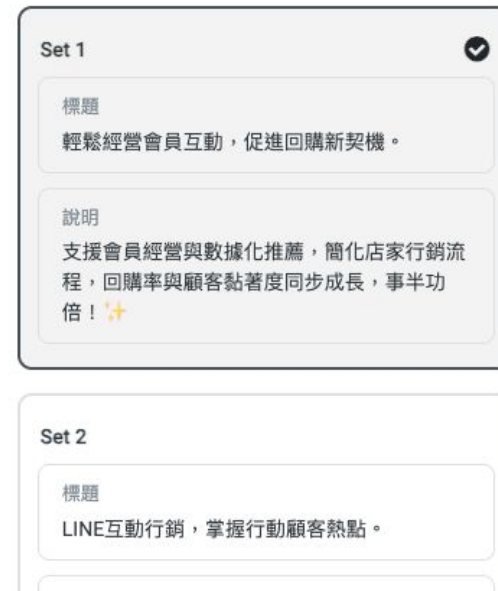 Set 1
標題
輕鬆經營會員互動，促進回購新契機。
說明
支援會員經營與數據化推薦，簡化店家行銷流
程，回購率與顧客黏著度同步成長，事半功
倍！✨
Set 2
標題
LINE互動行銷，掌握行動顧客熱點。